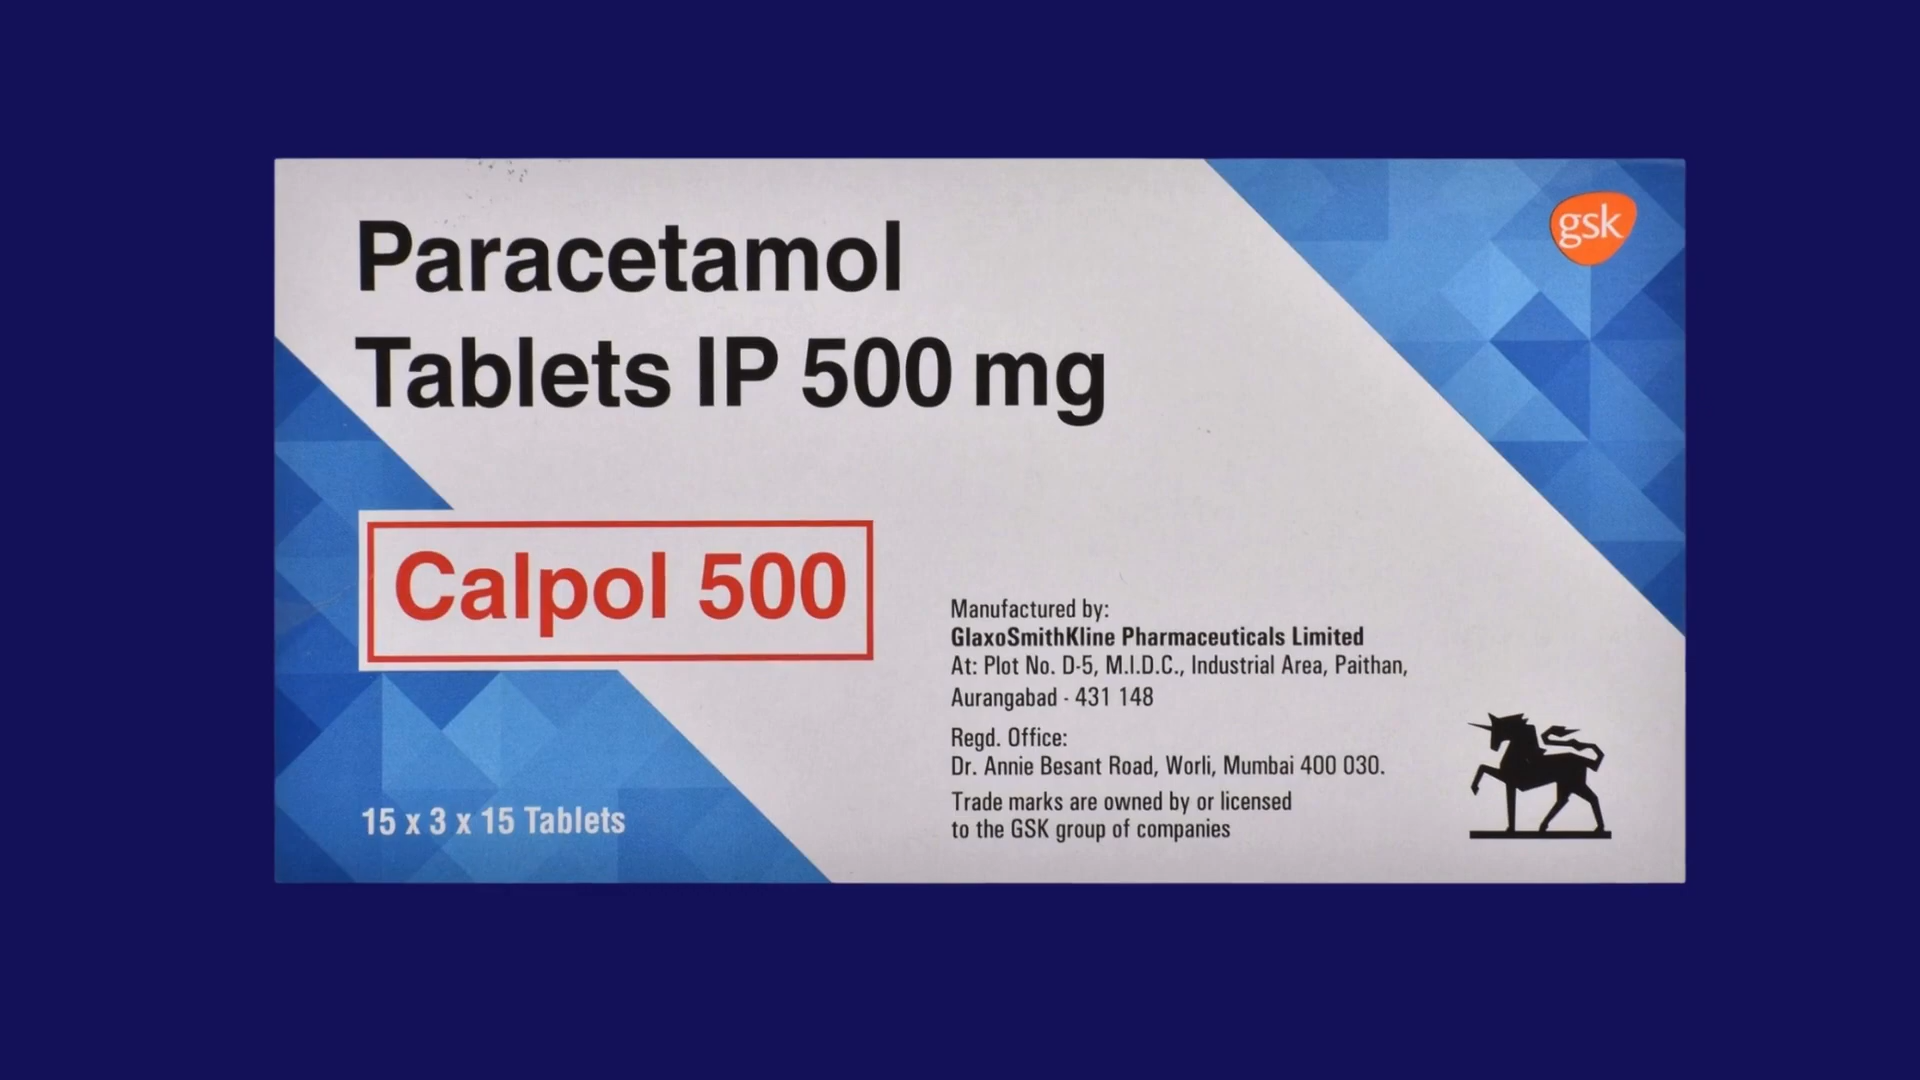 Paracetamol
Tablets IP 500 mg
gsk
Calpol 500
15 x 3 x 15 Tablets
Manufactured by:
GlaxoSmithKline Pharmaceuticals Limited
At: Plot No. D-5, M.I.D.C., Industrial Area, Paithan,
Aurangabad - 431 148
Regd. Office:
Dr. Annie Besant Road, Worli, Mumbai 400 030.
Trade marks are owned by or licensed
to the GSK group of companies